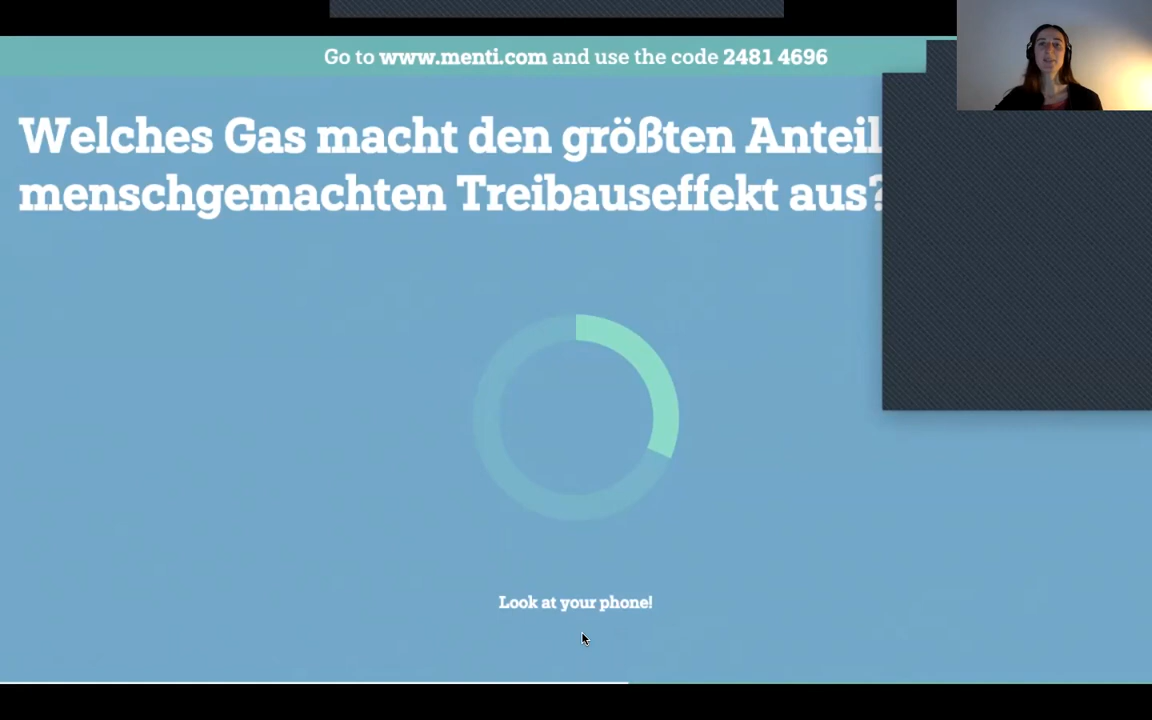 Go to www.menti.com and use the code 2481 4696
Welches Gas macht den größten Anteil
menschgemachten Treibauseffekt aus?
Look at your phone!